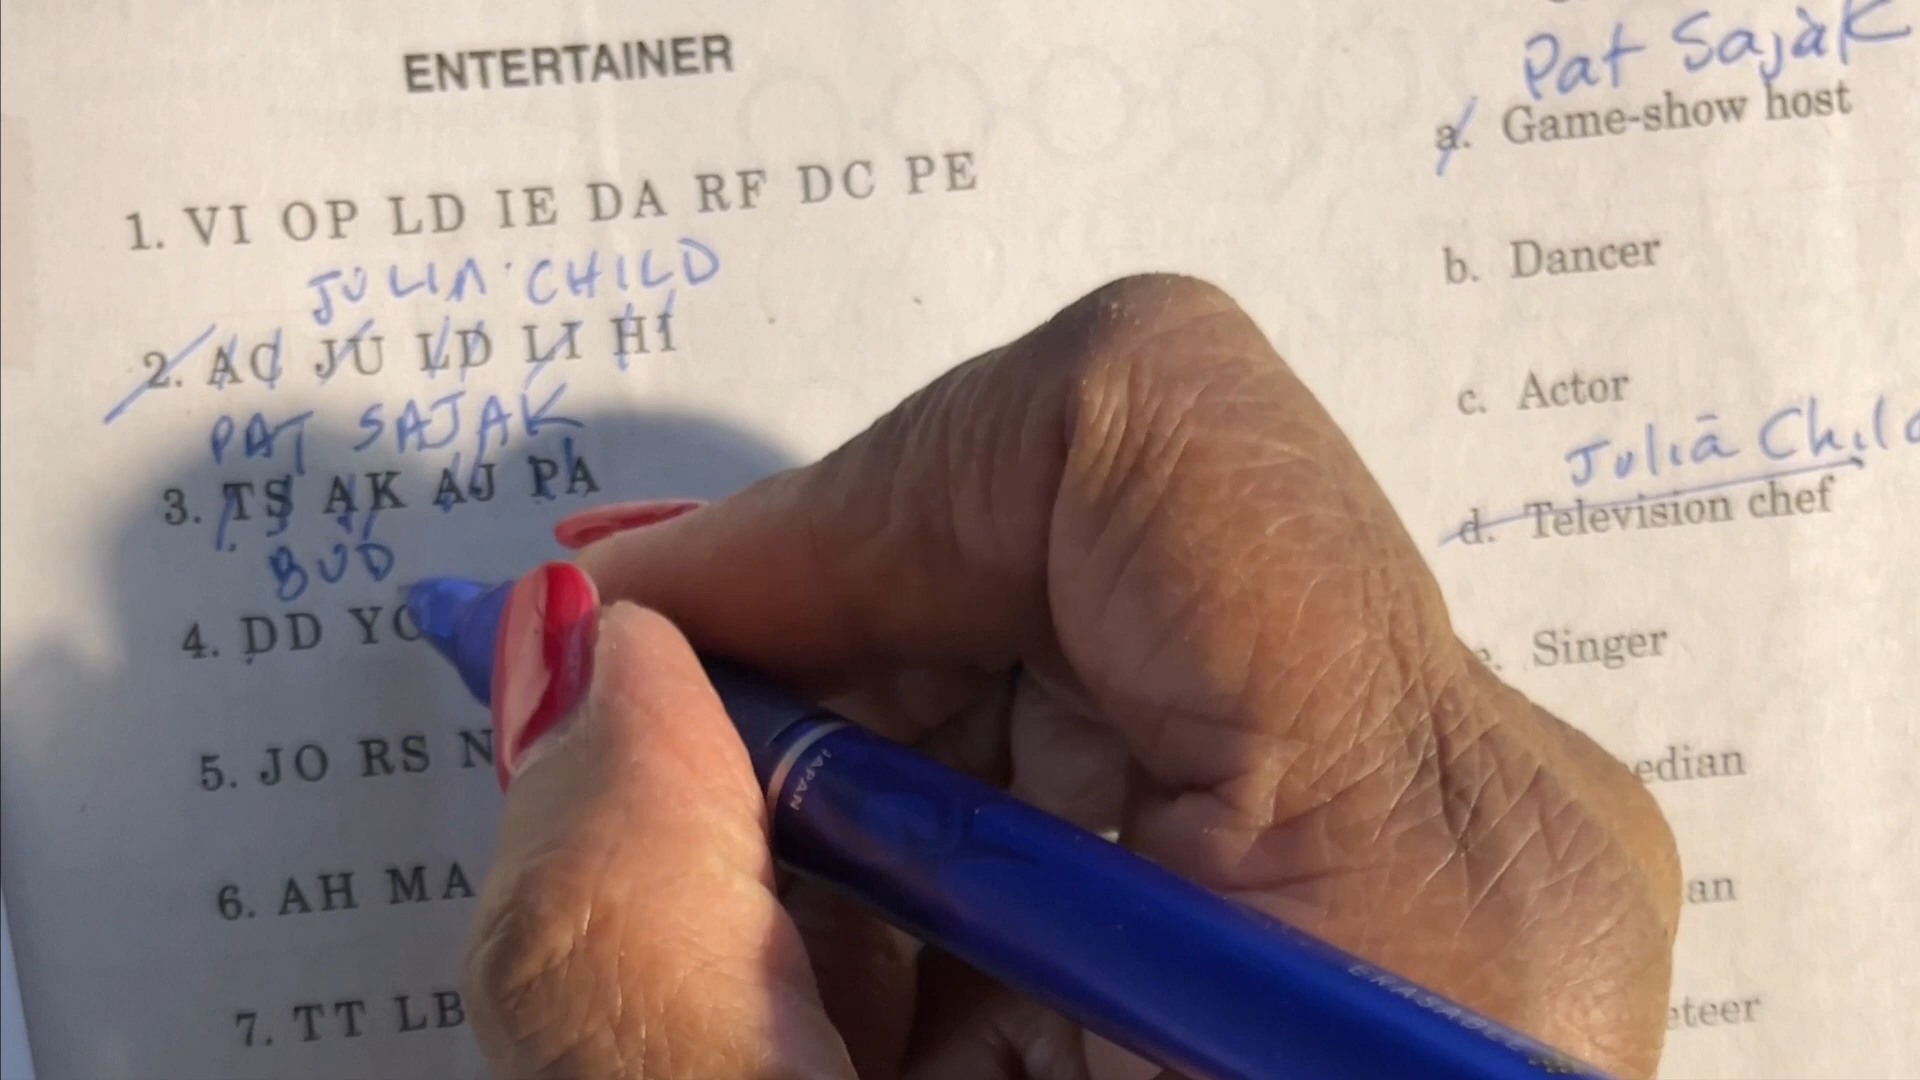 ENTERTAINER
1. VI OP LD IE DA RF DC PE
JULIA CHILD
2. AC JU LD LI HI
PAT SAJAK
3. TS AK AJ PA
BUD
4. DD YO
5. JO RS N
6. AH MA
7. TT LB
Pat Sajak
a. Game-show host
b. Dancer
c. Actor
Julia Child
d. Television chef
e. Singer
edian
an
eteer
JAPAN